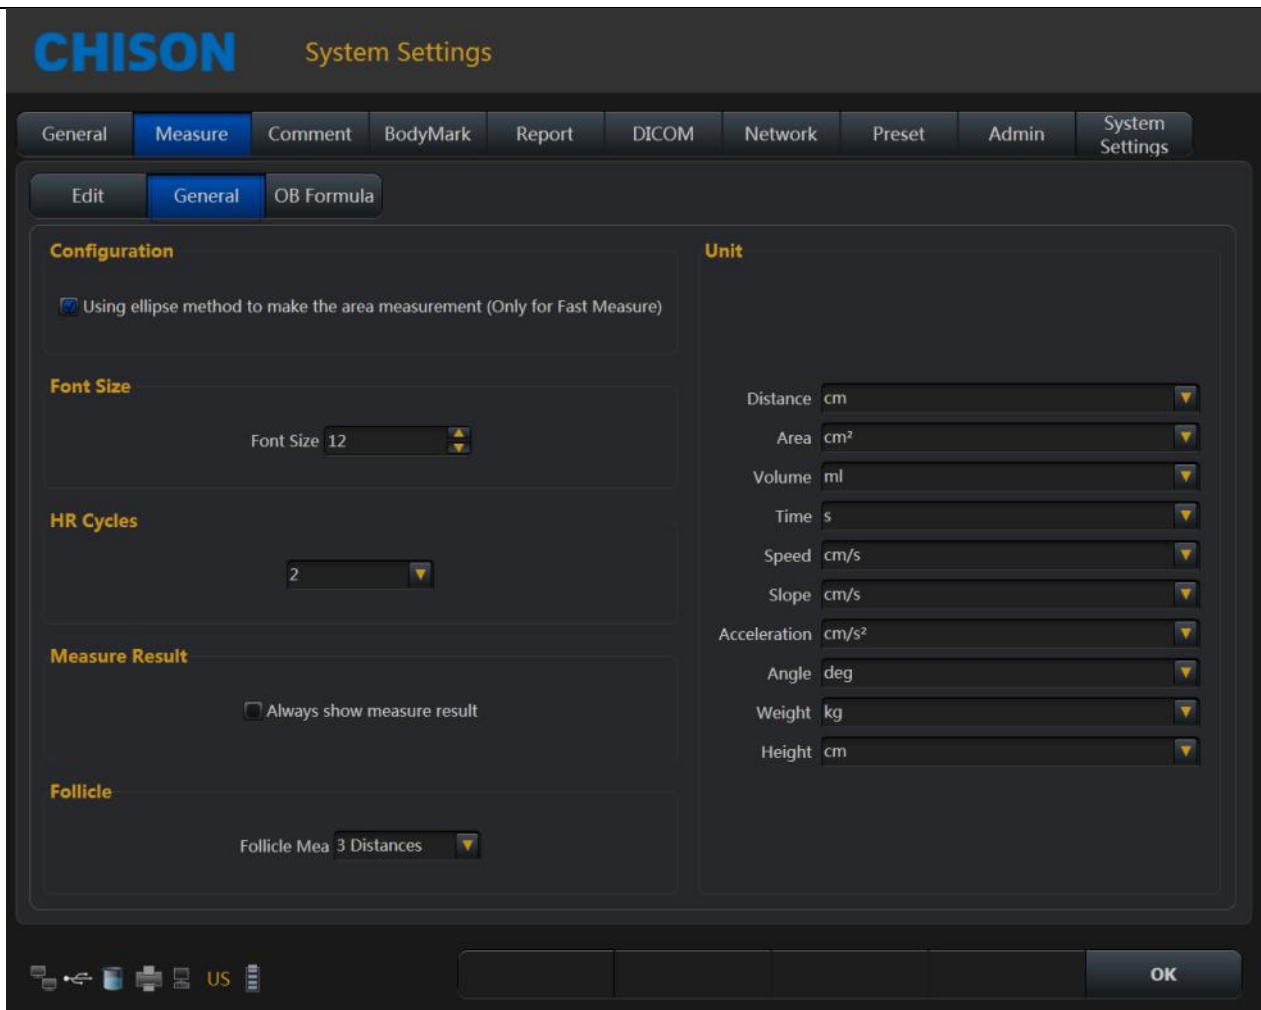 CHISON
System Settings
General
Measure
Comment
BodyMark
Report
DICOM
Network
Preset
Admin
System
Settings
Edit
General
OB Formula
Configuration
Using ellipse method to make the area measurement (Only for Fast Measure)
Font Size
Font Size 12
HR Cycles
2
Measure Result
Always show measure result
Follicle
Follicle Mea 3 Distances
Unit
Distance cm
Area cm²
Volume ml
Time s
Speed cm/s
Slope cm/s
Acceleration cm/s²
Angle deg
Weight kg
Height cm
US
OK